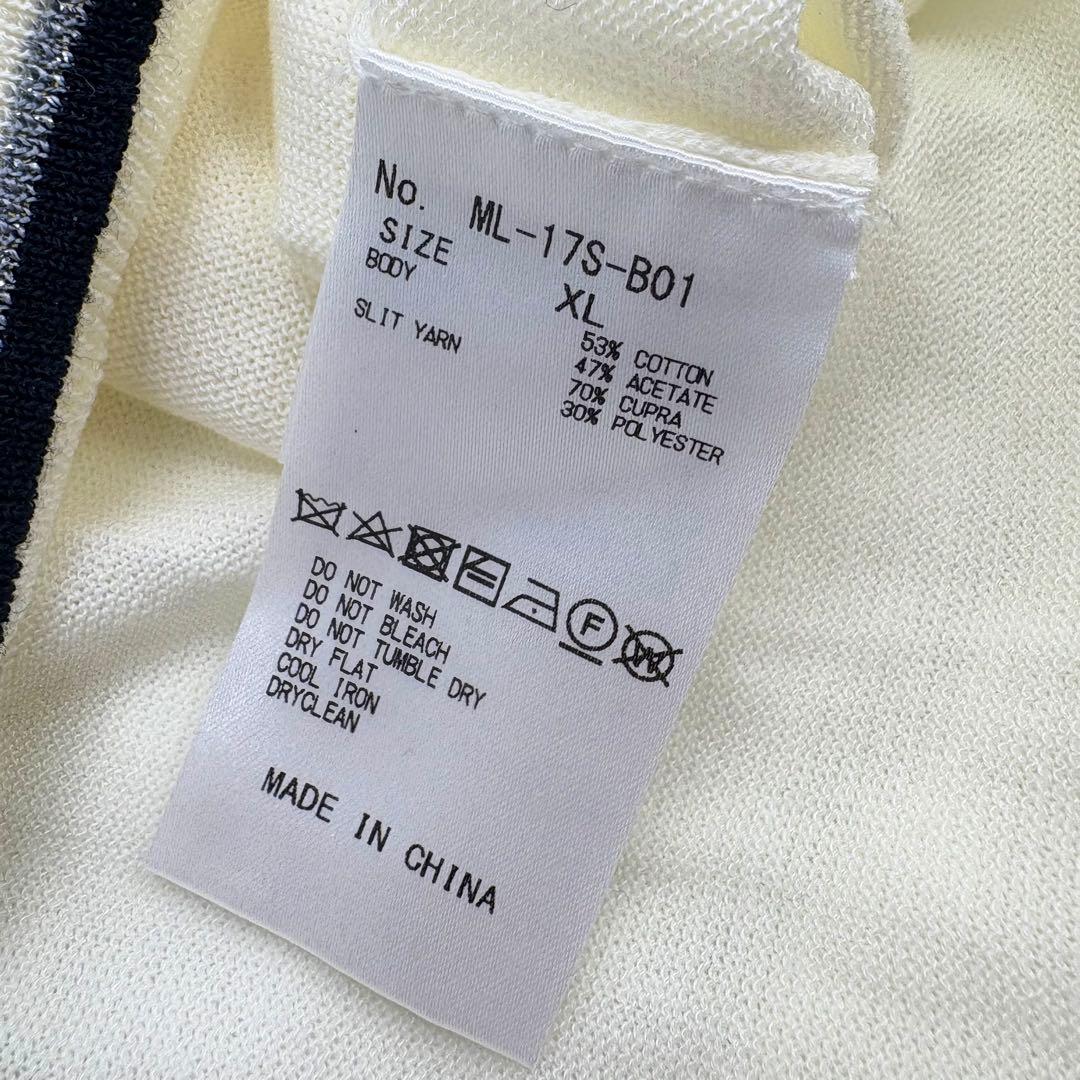 No. ML-17S-B01
SIZE XL
BODY 53% COTTON
47% ACETATE
SLIT YARN 70% CUPRA
30% POLYESTER
F
W
DO NOT WASH
DO NOT BLEACH
DO NOT TUMBLE DRY
DRY FLAT
COOL IRON
DRYCLEAN
MADE IN CHINA